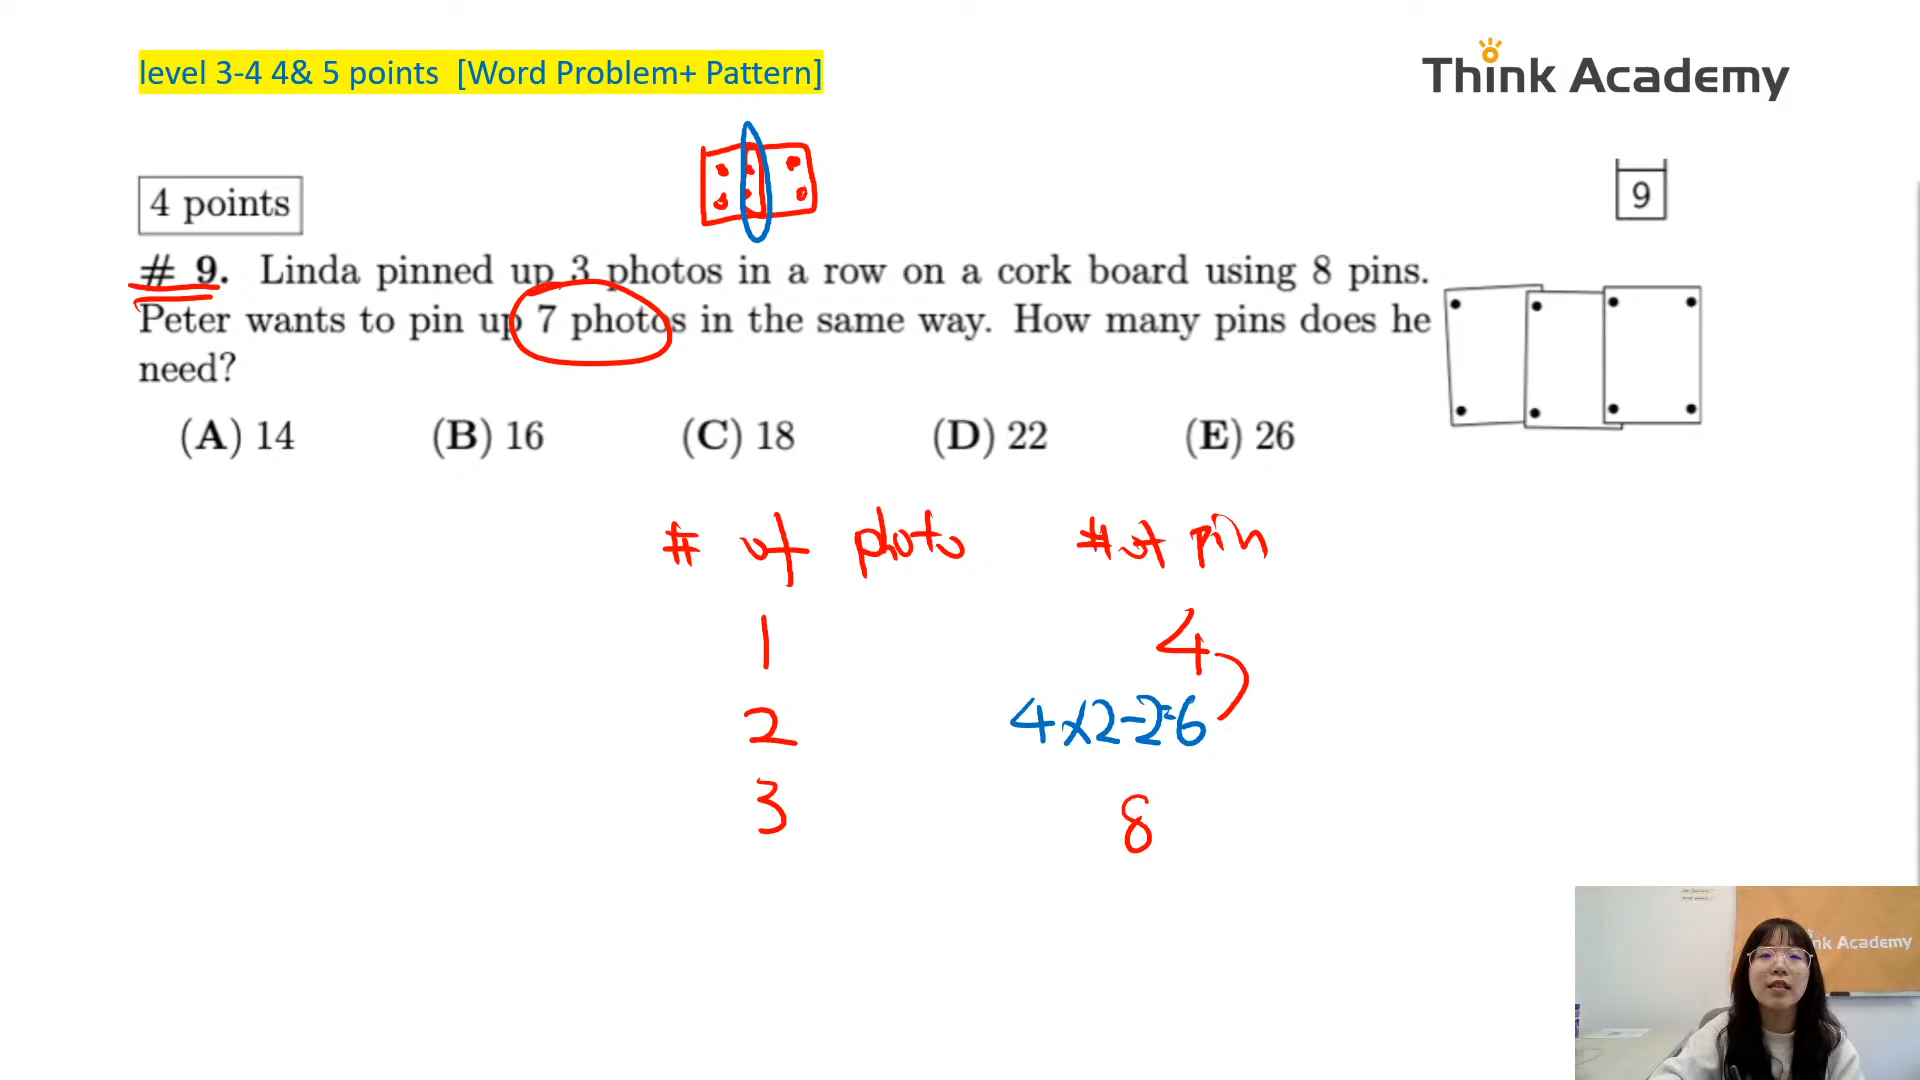 level 3-4 4& 5 points [Word Problem+ Pattern]
Think Academy
4 points
9
# 9. Linda pinned up 3 photos in a row on a cork board using 8 pins.
Peter wants to pin up 7 photos in the same way. How many pins does he
need?
(A) 14 (B) 16 (C) 18 (D) 22 (E) 26
# of photo # of pin
1 4
2 4x2-2=6
3 8
nk Academy